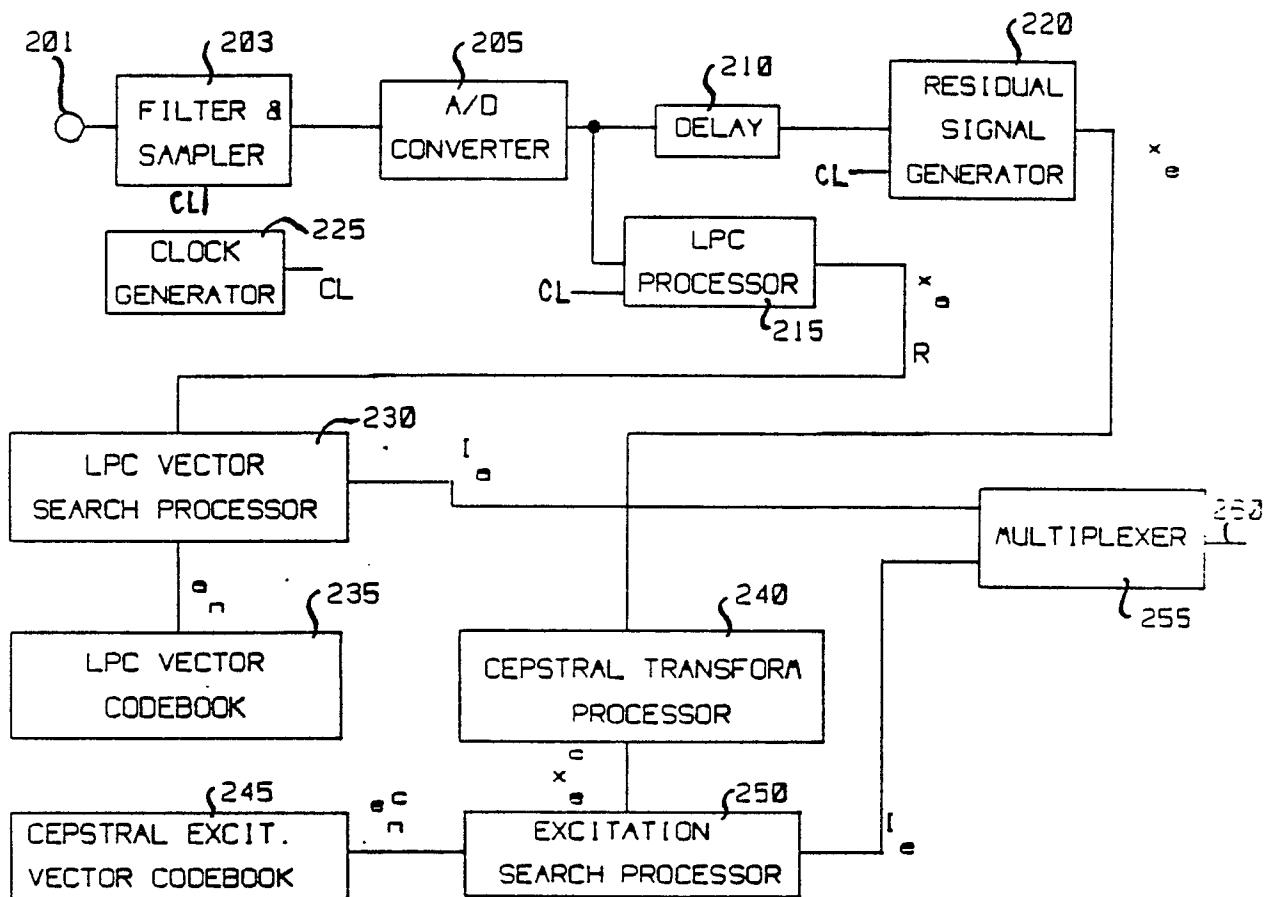 201
203
FILTER &
SAMPLER
CL
205
A/D
CONVERTER
210
DELAY
220
RESIDUAL
SIGNAL
GENERATOR
CL
x
e
225
CLOCK
GENERATOR
CL
LPC
PROCESSOR
CL
215
x
a
R
230
LPC VECTOR
SEARCH PROCESSOR
I
a
MULTIPLEXER
260
255
a
n
235
LPC VECTOR
CODEBOOK
240
CEPSTRAL TRANSFORM
PROCESSOR
c
x
e
245
CEPSTRAL EXCIT.
VECTOR CODEBOOK
e c
n
250
EXCITATION
SEARCH PROCESSOR
I
e